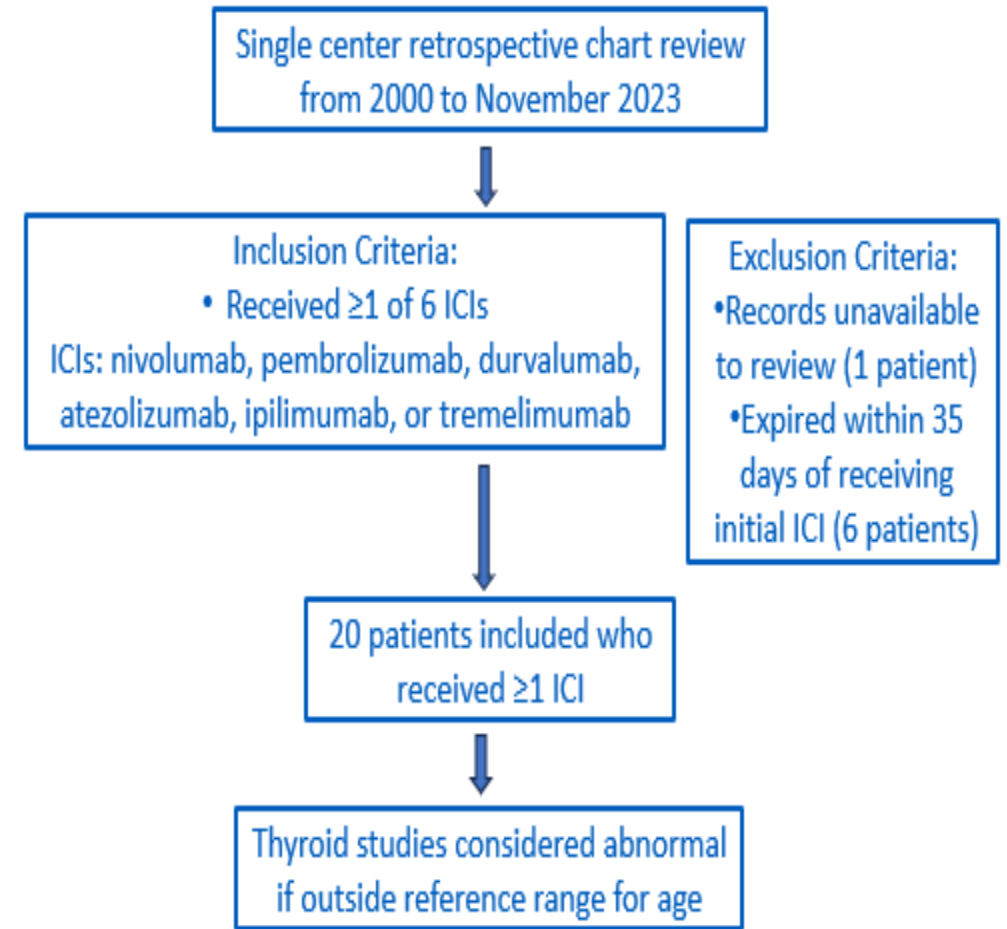 Single center retrospective chart review
from 2000 to November 2023
Inclusion Criteria:
• Received ≥1 of 6 ICIs
ICIs: nivolumab, pembrolizumab, durvalumab,
atezolizumab, ipilimumab, or tremelimumab
Exclusion Criteria:
•Records unavailable
to review (1 patient)
•Expired within 35
days of receiving
initial ICI (6 patients)
20 patients included who
received ≥1 ICI
Thyroid studies considered abnormal
if outside reference range for age